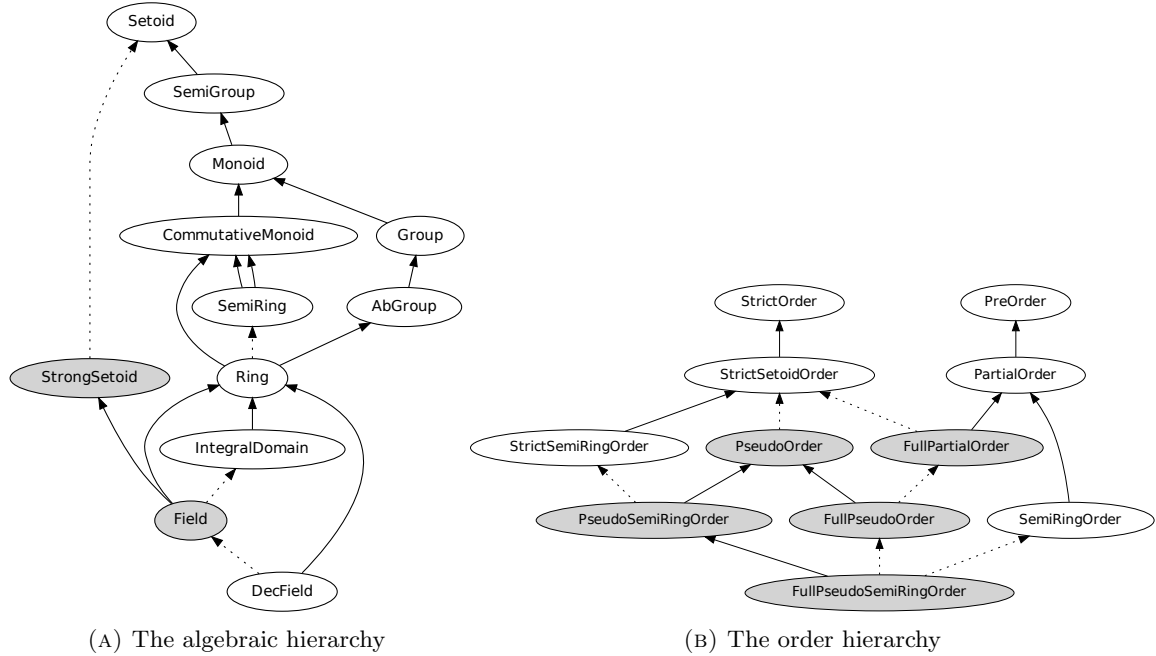 Setoid
SemiGroup
Monoid
CommutativeMonoid
Group
SemiRing
AbGroup
StrongSetoid
Ring
IntegralDomain
Field
DecField
(A) The algebraic hierarchy
StrictOrder
PreOrder
StrictSetoidOrder
PartialOrder
StrictSemiRingOrder
PseudoOrder
FullPartialOrder
PseudoSemiRingOrder
FullPseudoOrder
SemiRingOrder
FullPseudoSemiRingOrder
(B) The order hierarchy